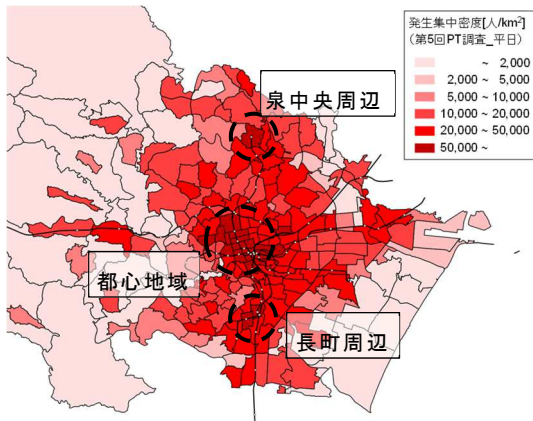 発生集中密度[人/km²]
（第5回PT調査_平日）
~ 2,000
2,000 ~ 5,000
5,000 ~ 10,000
10,000 ~ 20,000
20,000 ~ 50,000
50,000 ~
泉中央周辺
都心地域
長町周辺